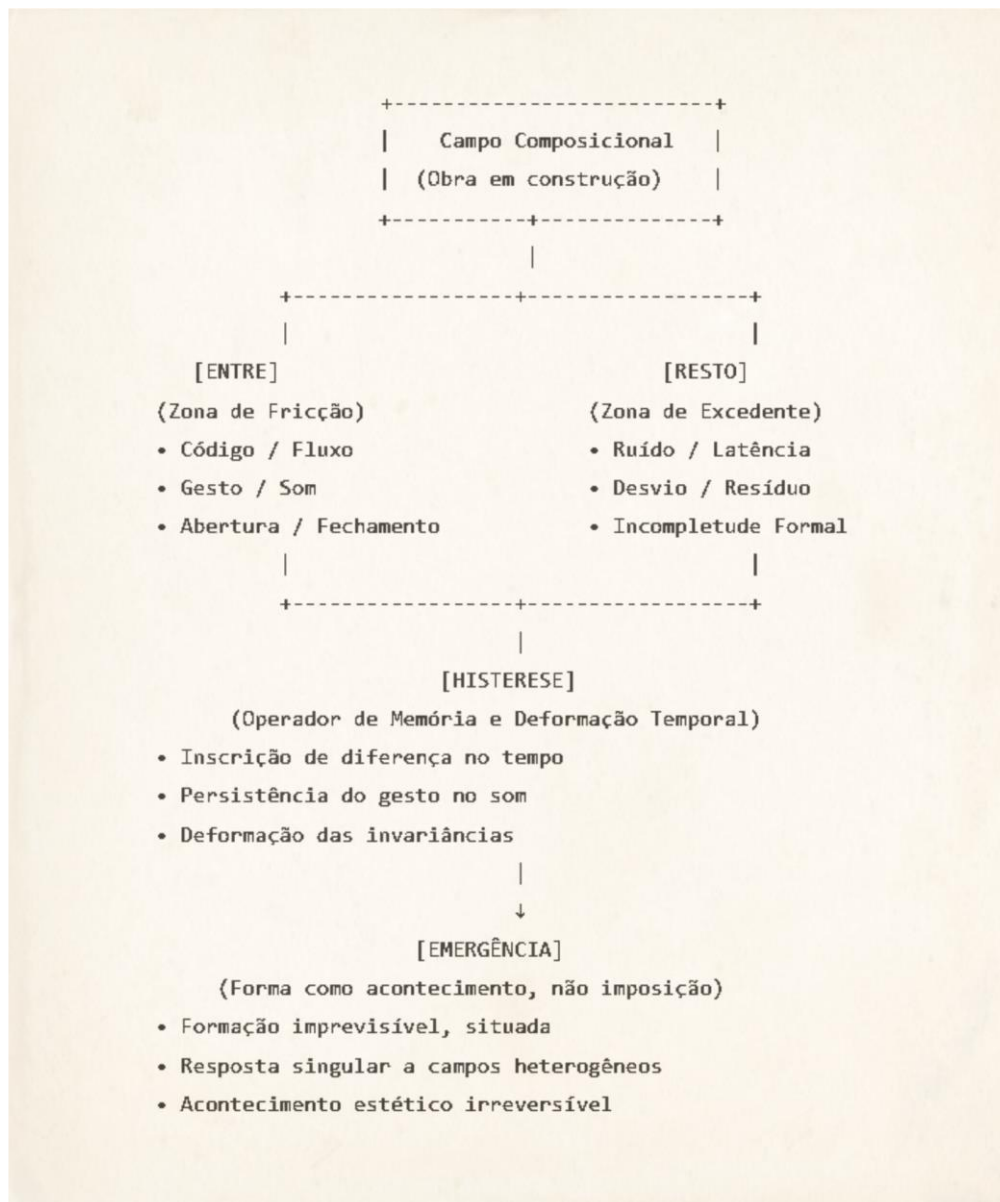 Campo Composicional
(Obra em construção)
[ENTRE] [RESTO]
(Zona de Fricção) (Zona de Excedente)
• Código / Fluxo • Ruído / Latência
• Gesto / Som • Desvio / Resíduo
• Abertura / Fechamento • Incompletude Formal
[HISTERESE]
(Operador de Memória e Deformação Temporal)
• Inscrição de diferença no tempo
• Persistência do gesto no som
• Deformação das invariâncias
↓
[EMERGÊNCIA]
(Forma como acontecimento, não imposição)
• Formação imprevisível, situada
• Resposta singular a campos heterogêneos
• Acontecimento estético irreversível